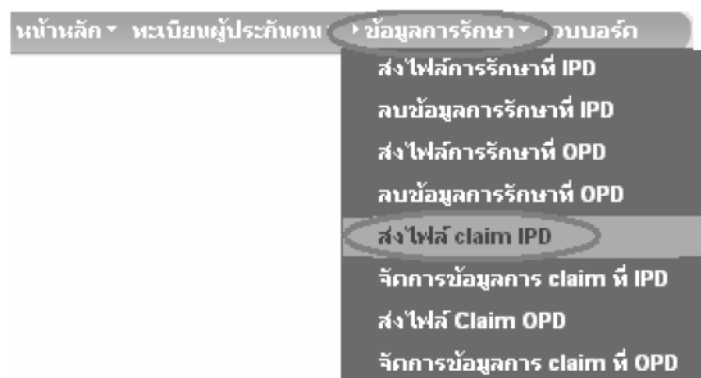 หน้าหลัก ทะเบียนผู้ประกันตน ข้อมูลการรักษา เวบบอร์ด
ส่งไฟล์การรักษาที่ IPD
ลบข้อมูลการรักษาที่ IPD
ส่งไฟล์การรักษาที่ OPD
ลบข้อมูลการรักษาที่ OPD
ส่งไฟล์ claim IPD
จัดการข้อมูลการ claim ที่ IPD
ส่งไฟล์ Claim OPD
จัดการข้อมูลการ claim ที่ OPD